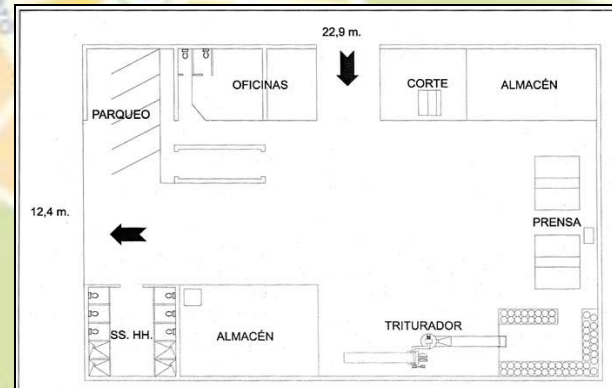 22,9 m.
OFICINAS
CORTE
ALMACÉN
PARQUEO
12,4 m.
PRENSA
SS. HH.
ALMACÉN
TRITURADOR